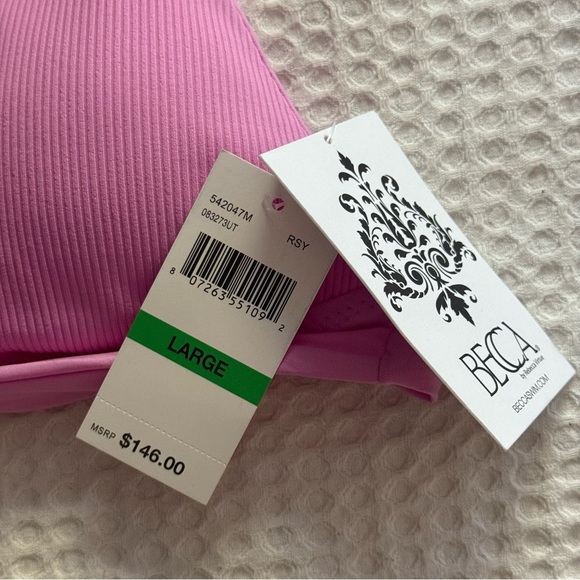 542047M
083273UT
RSY
8 07263 55109 2
LARGE
MSRP $146.00
BECCA®
by Rebecca Virtue
BECCASWIM.COM